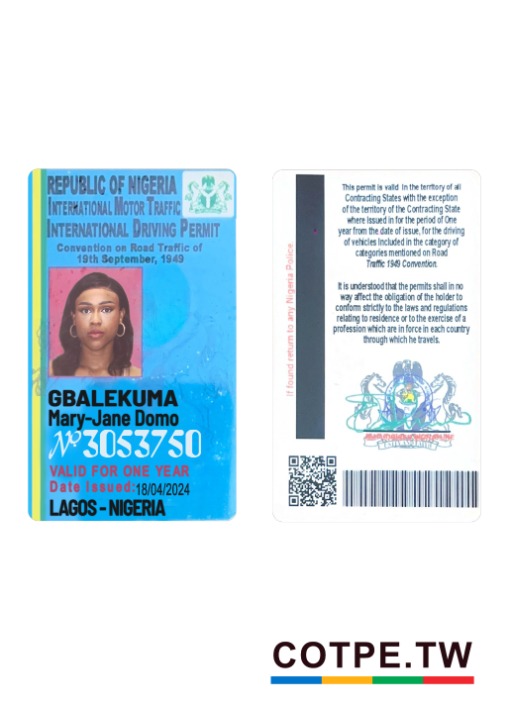 REPUBLIC OF NIGERIA
INTERNATIONAL MOTOR TRAFFIC
INTERNATIONAL DRIVING PERMIT
Convention on Road Traffic of
19th September, 1949
GBALEKUMA
Mary-Jane Domo
Nº 3053750
VALID FOR ONE YEAR
Date Issued:18/04/2024
LAGOS - NIGERIA
If found return to any Nigeria Police
This permit is valid in the territory of all
Contracting States with the exception
of the territory of the Contracting State
where issued in for the period of One
year from the date of issue, for the driving
of vehicles included in the category of
categories mentioned on Road
Traffic 1949 Convention.
It is understood that the permits shall in no
way affect the obligation of the holder to
conform strictly to the laws and regulations
relating to residence or to the exercise of a
profession which are in force in each country
through which he travels.
COTPE.TW